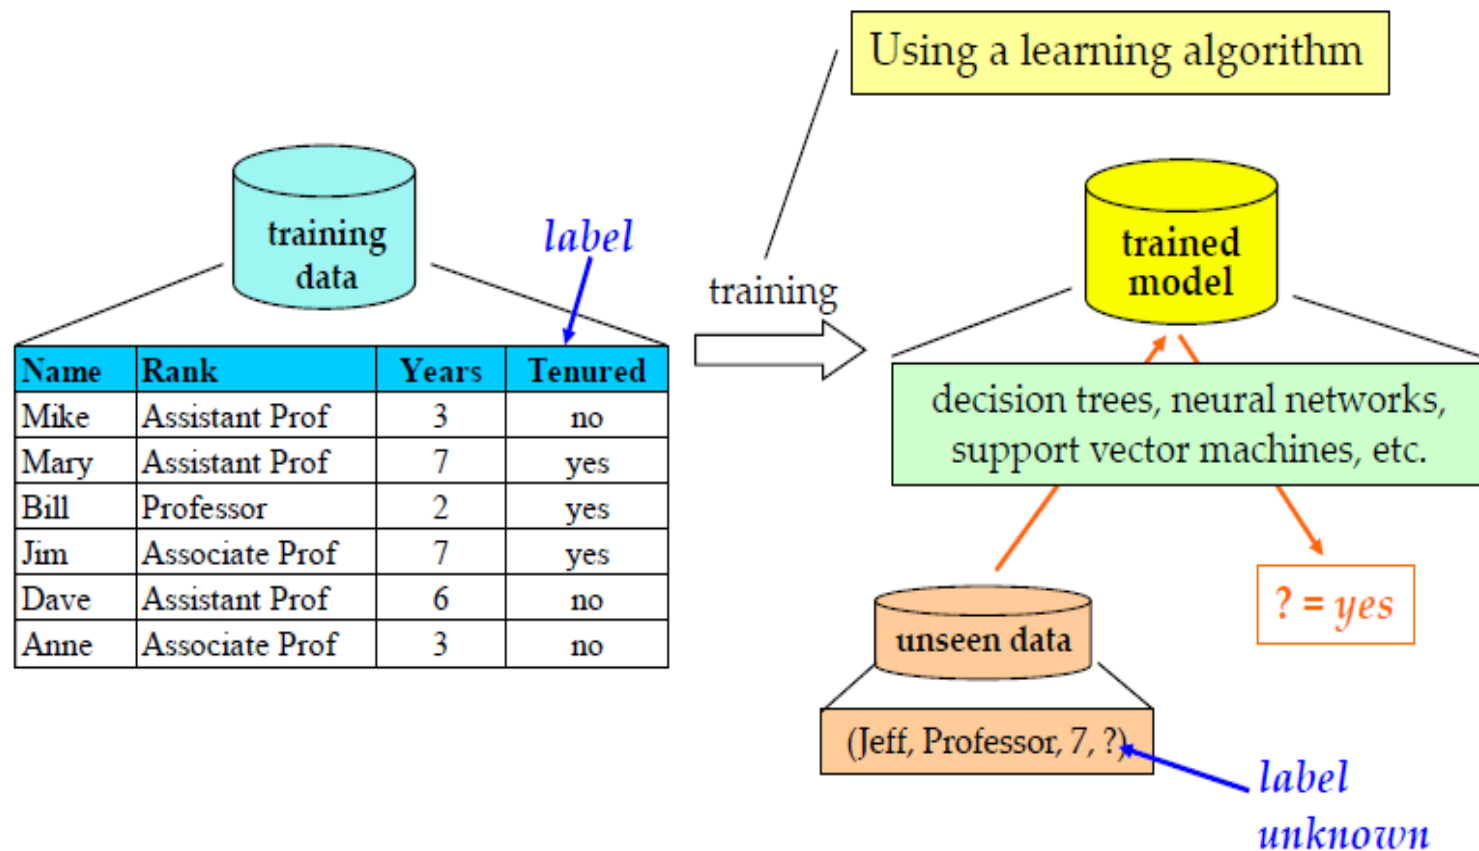 Using a learning algorithm
training
data
label
training
trained
model
Name Rank Years Tenured
Mike Assistant Prof 3 no
Mary Assistant Prof 7 yes
Bill Professor 2 yes
Jim Associate Prof 7 yes
Dave Assistant Prof 6 no
Anne Associate Prof 3 no
decision trees, neural networks,
support vector machines, etc.
? = yes
unseen data
(Jeff, Professor, 7, ?)
label
unknown